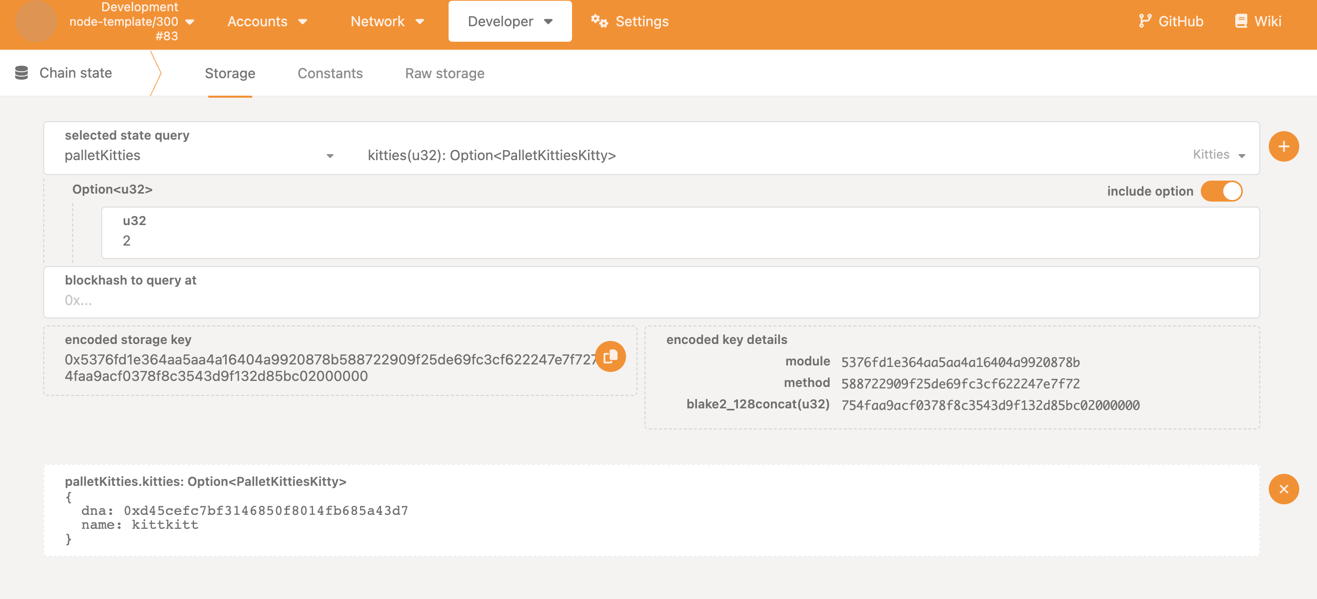 Development
node-template/300
#83
Accounts
Network
Developer
Settings
GitHub
Wiki
Chain state
Storage
Constants
Raw storage
selected state query
palletKitties
kitties(u32): Option<PalletKittiesKitty>
Kitties
Option<u32>
include option
u32
2
blockhash to query at
0x...
encoded storage key
0x5376fd1e364aa5aa4a16404a9920878b588722909f25de69fc3cf622247e7f727
4faa9acf0378f8c3543d9f132d85bc02000000
encoded key details
module 5376fd1e364aa5aa4a16404a9920878b
method 588722909f25de69fc3cf622247e7f72
blake2_128concat(u32) 754faa9acf0378f8c3543d9f132d85bc02000000
palletKitties.kitties: Option<PalletKittiesKitty>
{
dna: 0xd45cefc7bf3146850f8014fb685a43d7
name: kittkitt
}